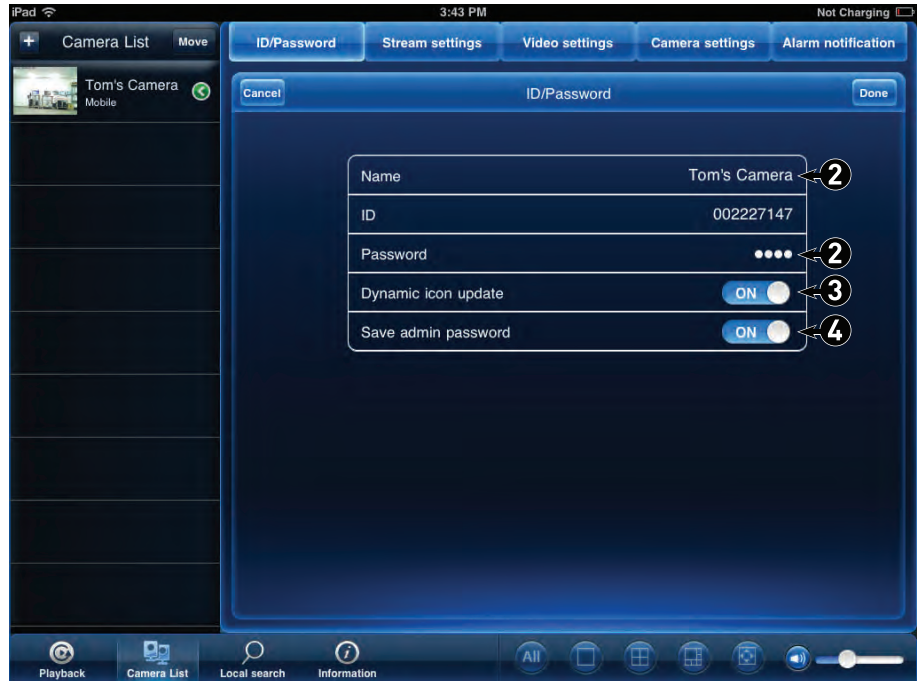 iPad 3:43 PM Not Charging
+ Camera List Move ID/Password Stream settings Video settings Camera settings Alarm notification
Tom's Camera
Mobile
Cancel ID/Password Done
Name Tom's Camera 2
ID 002227147
Password •••• 2
Dynamic icon update ON 3
Save admin password ON 4
All
Playback Camera List Local search Information